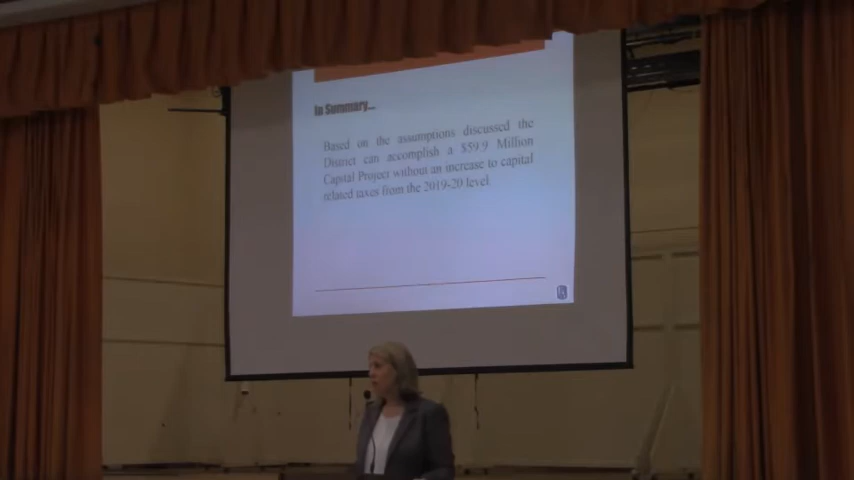 In Summary...
Based on the assumptions discussed the
District can accomplish a $59.9 Million
Capital Project without an increase to capital
related taxes from the 2019-20 level.